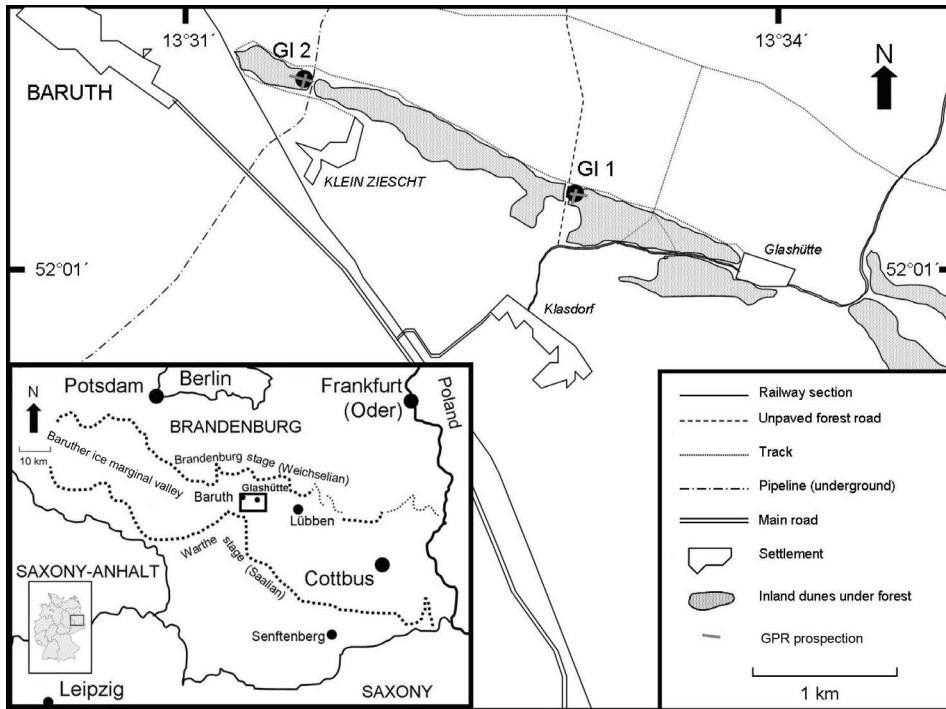 13°31´
13°34´
GI 2
N
BARUTH
KLEIN ZIESCHT
GI 1
Glashütte
52°01´
52°01´
Klasdorf
Potsdam
Berlin
Frankfurt
(Oder)
Poland
N
10 km
BRANDENBURG
Baruther ice marginal valley
Brandenburg stage (Weichselian)
Glashütte
Baruth
Lübben
Warthe stage (Saalian)
Cottbus
SAXONY-ANHALT
Senftenberg
Leipzig
SAXONY
Railway section
Unpaved forest road
Track
Pipeline (underground)
Main road
Settlement
Inland dunes under forest
GPR prospection
1 km